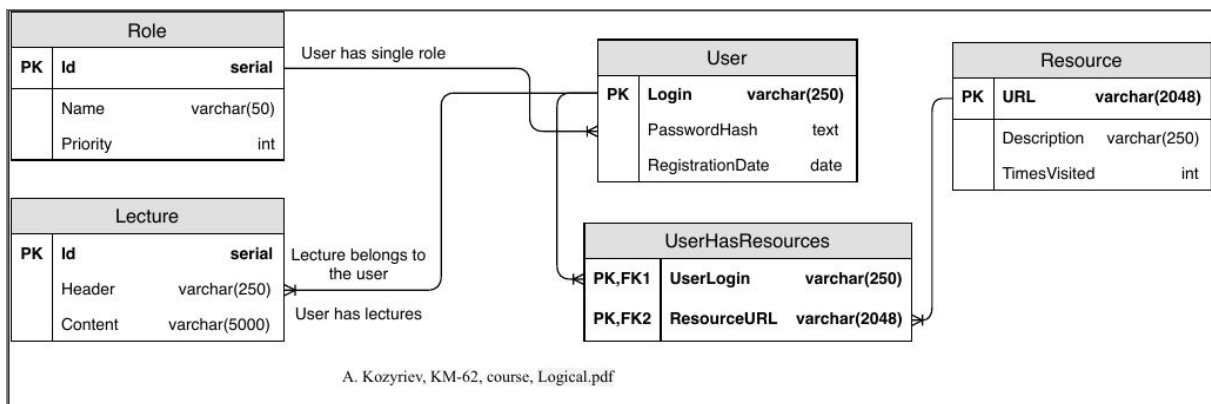 Role
PK Id serial
Name varchar(50)
Priority int
User has single role
User
PK Login varchar(250)
PasswordHash text
RegistrationDate date
Resource
PK URL varchar(2048)
Description varchar(250)
TimesVisited int
Lecture
PK Id serial
Header varchar(250)
Content varchar(5000)
Lecture belongs to
the user
User has lectures
UserHasResources
PK,FK1 UserLogin varchar(250)
PK,FK2 ResourceURL varchar(2048)
A. Kozyriev, KM-62, course, Logical.pdf